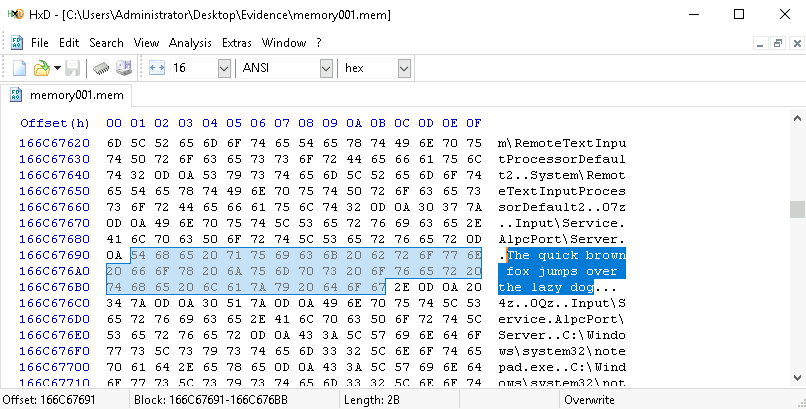 HxD - [C:\Users\Administrator\Desktop\Evidence\memory001.mem]
File Edit Search View Analysis Extras Window ?
16 ANSI hex
memory001.mem
Offset(h) 00 01 02 03 04 05 06 07 08 09 0A 0B 0C 0D 0E 0F
166C67620 6D 5C 52 65 6D 6F 74 65 54 65 78 74 49 6E 70 75 m\RemoteTextInpu
166C67630 74 50 72 6F 63 65 73 73 6F 72 44 65 66 61 75 6C tProcessorDefaul
166C67640 74 32 0D 0A 53 79 73 74 65 6D 5C 52 65 6D 6F 74 t2..System\Remot
166C67650 65 54 65 78 74 49 6E 70 75 74 50 72 6F 63 65 73 eTextInputProces
166C67660 73 6F 72 44 65 66 61 75 6C 74 32 0D 0A 30 37 7A sorDefault2..07z
166C67670 0D 0A 49 6E 70 75 74 5C 53 65 72 76 69 63 65 2E ..Input\Service.
166C67680 41 6C 70 63 50 6F 72 74 5C 53 65 72 76 65 72 0D AlpcPort\Server.
166C67690 0A 54 68 65 20 71 75 69 63 6B 20 62 72 6F 77 6E .The quick brown
166C676A0 20 66 6F 78 20 6A 75 6D 70 73 20 6F 76 65 72 20 fox jumps over
166C676B0 74 68 65 20 6C 61 7A 79 20 64 6F 67 2E 0D 0A 20 the lazy dog...
166C676C0 34 7A 0D 0A 30 51 7A 0D 0A 49 6E 70 75 74 5C 53 4z..0Qz..Input\S
166C676D0 65 72 76 69 63 65 2E 41 6C 70 63 50 6F 72 74 5C ervice.AlpcPort\
166C676E0 53 65 72 76 65 72 0D 0A 43 3A 5C 57 69 6E 64 6F Server..C:\Windo
166C676F0 77 73 5C 73 79 73 74 65 6D 33 32 5C 6E 6F 74 65 ws\system32\note
166C67700 70 61 64 2E 65 78 65 0D 0A 43 3A 5C 57 69 6E 64 pad.exe..C:\Wind
166C67710 6F 77 73 5C 73 79 73 74 65 6D 33 32 5C 6E 6F 74 ows\system32\not
Offset: 166C67691 Block: 166C67691-166C676BB Length: 2B Overwrite